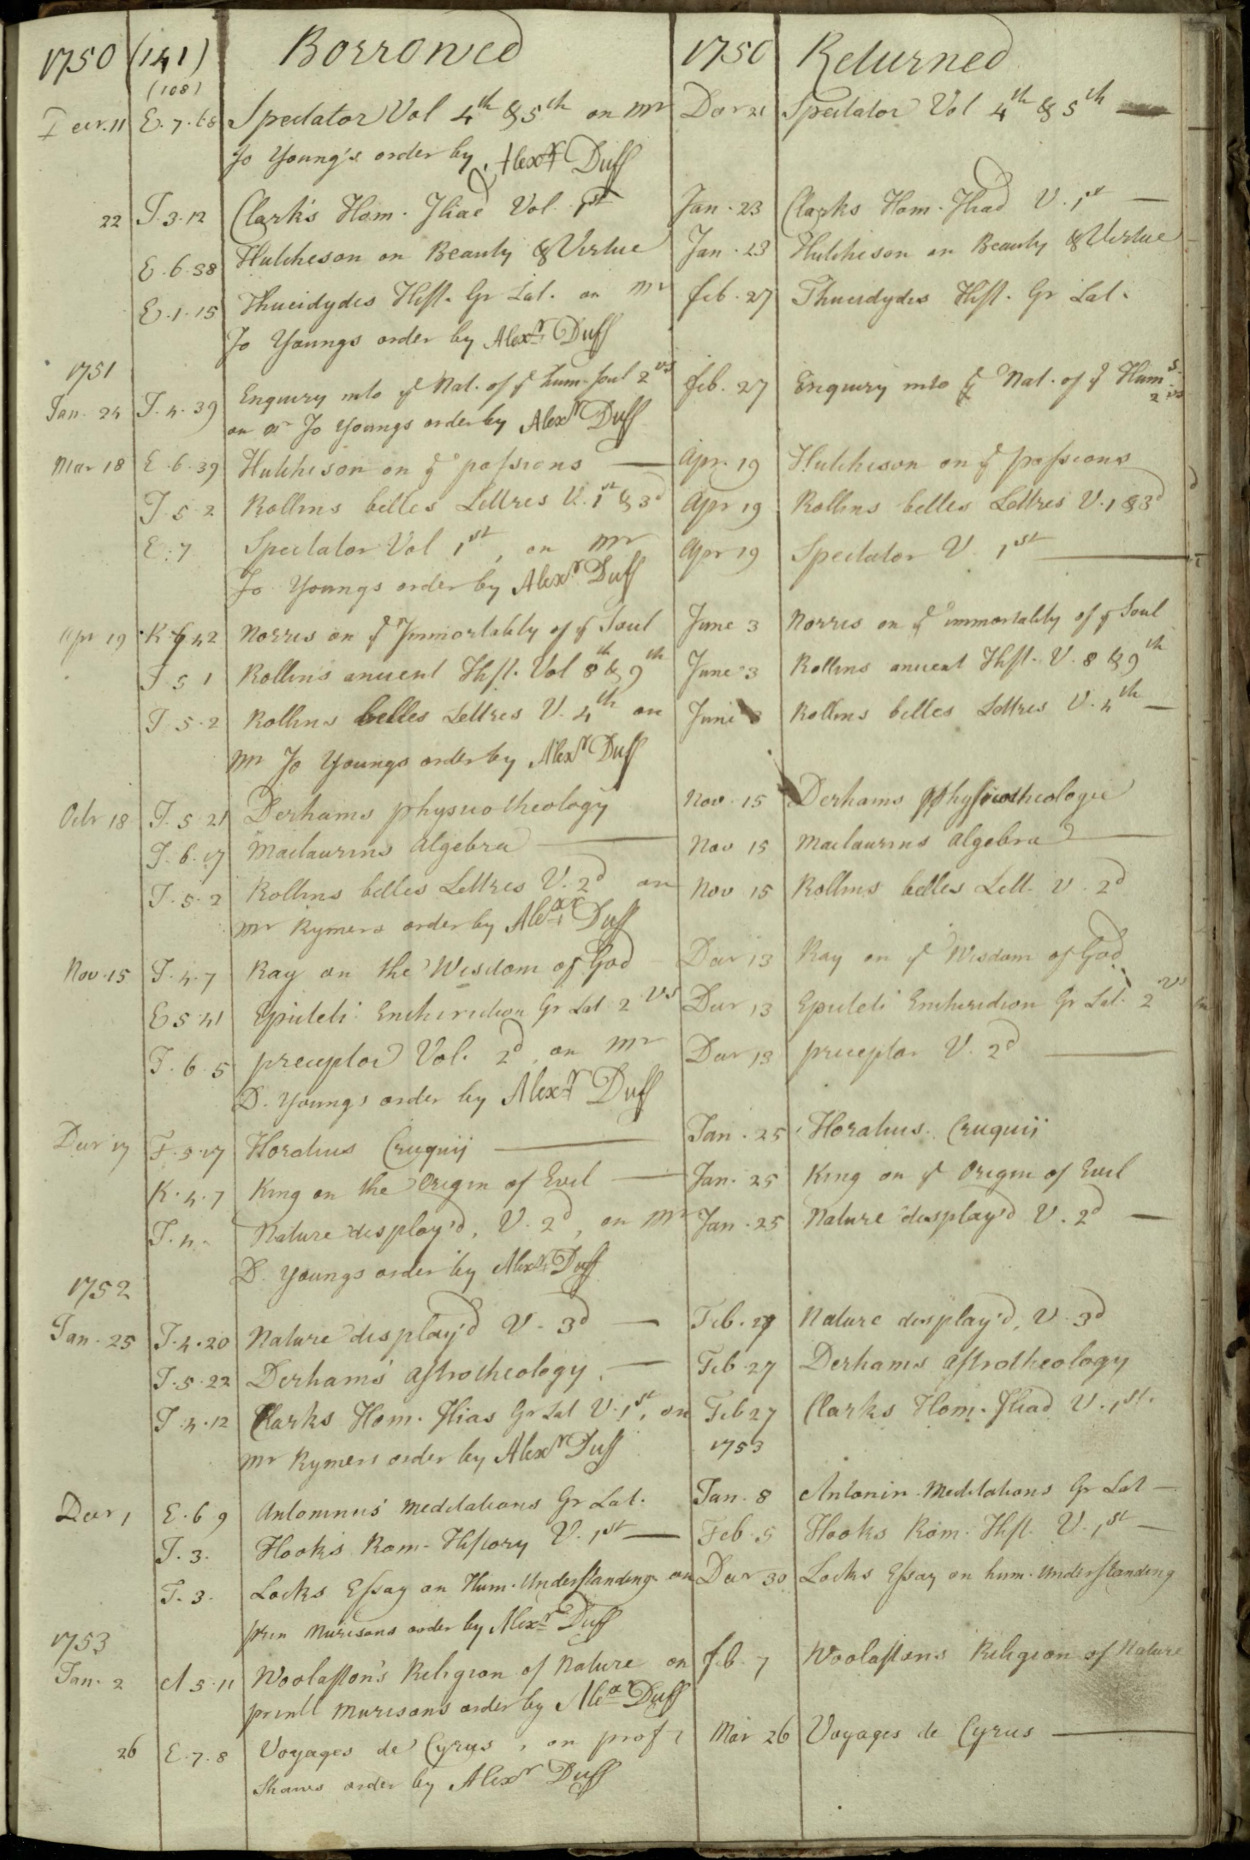 1750 (141) Borrowed 1750 Returned
(108)
Decr. 11 E.7.68 Spectator Vol 4th & 5th on Mr Decr 21 Spectator Vol 4th & 5th
Jo Young's order by Alexr Duff
22 J.3.12 Clark's Hom. Iliad Vol. 1st Jan. 23 Clarks Hom. Iliad V. 1st
E.6.38 Hutcheson on Beauty & Virtue Jan. 23 Hutcheson on Beauty & Virtue
E.1.15 Thucidydes Hist. Gr Lat. on Mr feb. 27 Thucidydes Hist. Gr Lat.
Jo Youngs order by Alexr Duff
1751
Jan. 24 J.4.39 Enquiry into ye Nat. of ye hum. soul 2 vs feb. 27 Enquiry into ye Nat. of ye Hum S. 2 vs
on Mr Jo Youngs order by Alexr Duff
Mar 18 E.6.39 Hutcheson on ye passions Apr. 19 Hutcheson on ye passions
J.5.2 Rollins belles Lettres V. 1st & 3d Apr 19 Rollins belles Lettres V. 1 & 3d
E.7 Spectator Vol 1st, on Mr Apr 19 Spectator V 1st
Jo Youngs order by Alexr Duff
Apr 19 K.6.42 Norris on ye Immortality of ye Soul June 3 Norris on ye immortality of ye Soul
J.5.1 Rollins ancient Hist. Vol 8th & 9th June 3 Rollins ancient Hist. V. 8 & 9th
J.5.2 Rollins belles Lettres V. 4th on June 3 Rollins belles Lettres V. 4th
Mr Jo Youngs order by Alexr Duff
Octr 18 J.5.21 Derhams physicotheology Nov. 15 Derhams physicotheologie
J.6.17 Maclaurins Algebra Nov 15 Maclaurins Algebra
J.5.2 Rollins belles Lettres V. 2d on Nov 15 Rollins belles Lett. V. 2d
Mr Rymers order by Alexr Duff
Nov. 15 J.4.7 Ray on the Wisdom of God Decr 13 Ray on ye Wisdom of God
E.5.41 Epicteti Enchiridion Gr Lat 2 vs Decr 13 Epicteti Enchiridion Gr Lat. 2 vs
J.6.5 preceptor Vol. 2d, on Mr Decr 13 preceptor V. 2d
D. Youngs order by Alexr Duff
Decr 17 F.3.17 Horatius Cruquij Jan. 25 Horatius Cruquij
K.4.7 King on the Origin of Evil Jan. 25 King on ye Origin of Evil
J.4. Nature display'd, V. 2d, on Mr Jan. 25 Nature display'd V. 2d
D. Youngs order by Alexr Duff
1752
Jan. 25 J.4.20 Nature display'd V. 3d Feb. 27 Nature display'd, V. 3d
J.5.22 Derham's Astrotheology. Feb 27 Derhams Astrotheology
J.4.12 Clarks Hom. Ilias Gr Lat V. 1st, on Feb 27 Clarks Hom. Iliad V. 1st.
Mr Rymers order by Alexr Duff 1753
Decr 1 E.6.9 Antoninus' Meditations Gr Lat. Jan. 8 Antonin. Meditations Gr Lat
J.3. Hooks Rom. History V. 1st Feb. 5 Hooks Rom. Hist. V. 1st
J.3. Locks Essay on Hum. Understanding on Decr 30 Locks Essay on hum. Understanding
prin Murisons order by Alexr Duff
1753
Jan. 2 A.5.11 Woolaston's Religion of Nature on feb. 7 Woolastons Religion of Nature
prinll Murisons order by Alexr Duff
26 E.7.8 Voyages de Cyrus, on profr Mar 26 Voyages de Cyrus
Shaws order by Alexr Duff